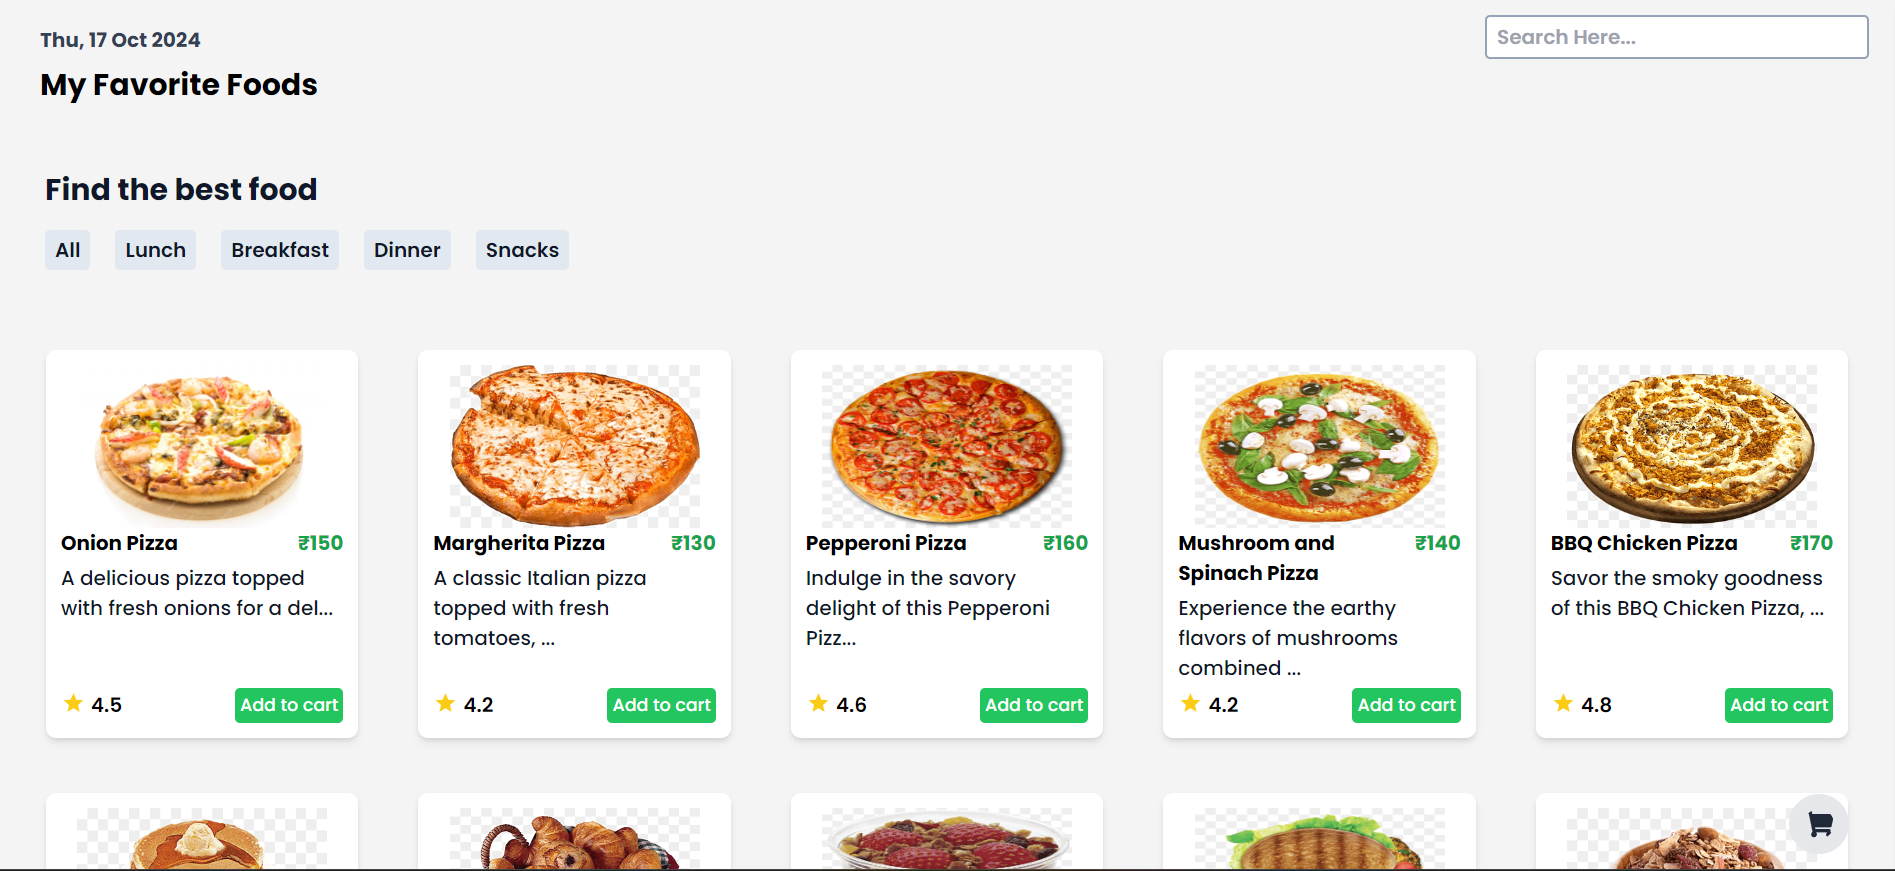 Thu, 17 Oct 2024
Search Here...
My Favorite Foods
Find the best food
All
Lunch
Breakfast
Dinner
Snacks
Onion Pizza
₹150
A delicious pizza topped
with fresh onions for a del...
4.5
Add to cart
Margherita Pizza
₹130
A classic Italian pizza
topped with fresh
tomatoes, ...
4.2
Add to cart
Pepperoni Pizza
₹160
Indulge in the savory
delight of this Pepperoni
Pizz...
4.6
Add to cart
Mushroom and
Spinach Pizza
₹140
Experience the earthy
flavors of mushrooms
combined ...
4.2
Add to cart
BBQ Chicken Pizza
₹170
Savor the smoky goodness
of this BBQ Chicken Pizza, ...
4.8
Add to cart